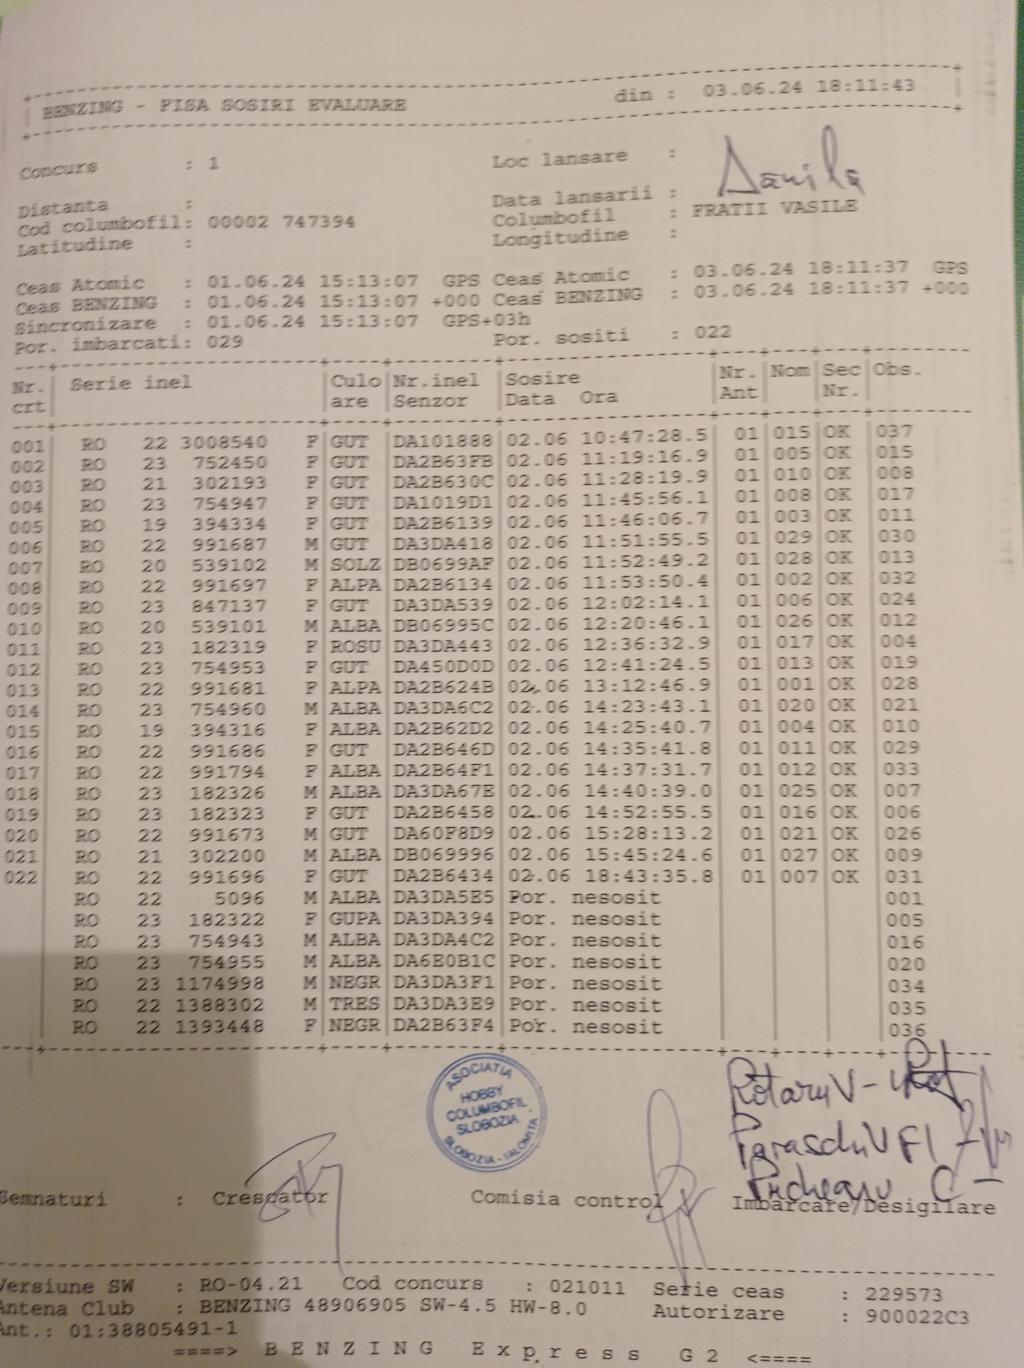 BENZING - FISA SOSIRI EVALUARE din : 03.06.24 18:11:43
Concurs : 1 Loc lansare :
Danila
Distanta : Data lansarii :
Cod columbofil: 00002 747394 Columbofil : FRATII VASILE
Latitudine : Longitudine :
Ceas Atomic : 01.06.24 15:13:07 GPS Ceas Atomic : 03.06.24 18:11:37 GPS
Ceas BENZING : 01.06.24 15:13:07 +000 Ceas BENZING : 03.06.24 18:11:37 +000
Sincronizare : 01.06.24 15:13:07 GPS+03h
Por. imbarcati: 029 Por. sositi : 022
Nr. Serie inel Culo Nr.inel Sosire Nr. Nom Sec Obs.
crt are Senzor Data Ora Ant Nr.
001 RO 22 3008540 F GUT DA101888 02.06 10:47:28.5 01 015 OK 037
002 RO 23 752450 F GUT DA2B63FB 02.06 11:19:16.9 01 005 OK 015
003 RO 21 302193 F GUT DA2B630C 02.06 11:28:19.9 01 010 OK 008
004 RO 23 754947 F GUT DA1019D1 02.06 11:45:56.1 01 008 OK 017
005 RO 19 394334 F GUT DA2B6139 02.06 11:46:06.7 01 003 OK 011
006 RO 22 991687 M GUT DA3DA418 02.06 11:51:55.5 01 029 OK 030
007 RO 20 539102 M SOLZ DB0699AF 02.06 11:52:49.2 01 028 OK 013
008 RO 22 991697 F ALPA DA2B6134 02.06 11:53:50.4 01 002 OK 032
009 RO 23 847137 F GUT DA3DA539 02.06 12:02:14.1 01 006 OK 024
010 RO 20 539101 M ALBA DB06995C 02.06 12:20:46.1 01 026 OK 012
011 RO 23 182319 F ROSU DA3DA443 02.06 12:36:32.9 01 017 OK 004
012 RO 23 754953 F GUT DA450D0D 02.06 12:41:24.5 01 013 OK 019
013 RO 22 991681 F ALPA DA2B624B 02.06 13:12:46.9 01 001 OK 028
014 RO 23 754960 M ALBA DA3DA6C2 02.06 14:23:43.1 01 020 OK 021
015 RO 19 394316 F ALBA DA2B62D2 02.06 14:25:40.7 01 004 OK 010
016 RO 22 991686 F GUT DA2B646D 02.06 14:35:41.8 01 011 OK 029
017 RO 22 991794 F ALBA DA2B64F1 02.06 14:37:31.7 01 012 OK 033
018 RO 23 182326 M ALBA DA3DA67E 02.06 14:40:39.0 01 025 OK 007
019 RO 23 182323 F GUT DA2B6458 02.06 14:52:55.5 01 016 OK 006
020 RO 22 991673 M GUT DA60F8D9 02.06 15:28:13.2 01 021 OK 026
021 RO 21 302200 M ALBA DB069996 02.06 15:45:24.6 01 027 OK 009
022 RO 22 991696 F GUT DA2B6434 02.06 18:43:35.8 01 007 OK 031
RO 22 5096 M ALBA DA3DA5E5 Por. nesosit 001
RO 23 182322 F GUPA DA3DA394 Por. nesosit 005
RO 23 754943 M ALBA DA3DA4C2 Por. nesosit 016
RO 23 754955 M ALBA DA6E0B1C Por. nesosit 020
RO 23 1174998 M NEGR DA3DA3F1 Por. nesosit 034
RO 22 1388302 M TRES DA3DA3E9 Por. nesosit 035
RO 22 1393448 F NEGR DA2B63F4 Por. nesosit 036
ASOCIATIA
HOBBY
COLUMBOFIL
SLOBOZIA
SLOBOZIA - IALOMITA
Rotaru V -
Paraschiv Fl
Semnaturi : Crescator Comisia control Imbarcare/Desigilare
Versiune SW : RO-04.21 Cod concurs : 021011 Serie ceas : 229573
Antena Club : BENZING 48906905 SW-4.5 HW-8.0 Autorizare : 900022C3
Ant.: 01:38805491-1
====> B E N Z I N G E x p r e s s G 2 <====